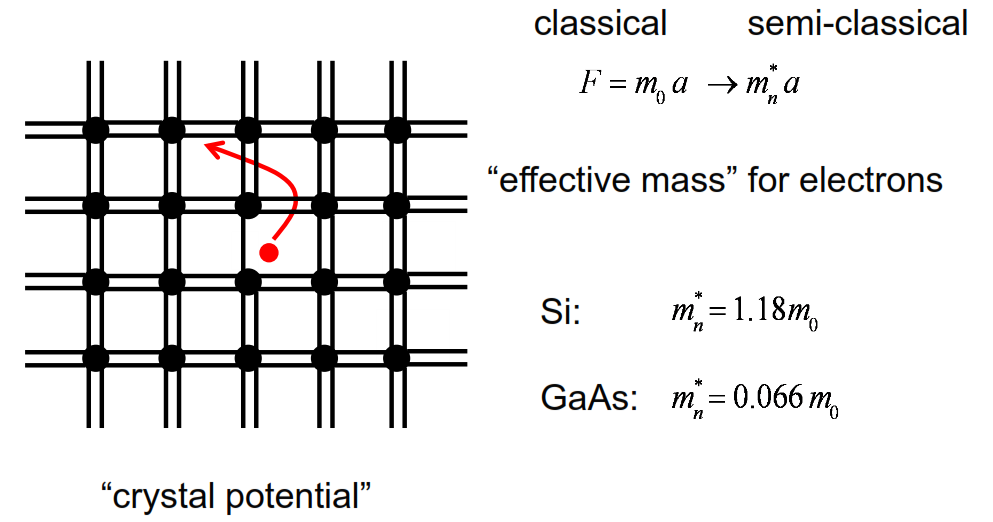 classical semi-classical
F = m₀ a → m*ₙ a
“effective mass” for electrons
Si: m*ₙ = 1.18m₀
GaAs: m*ₙ = 0.066 m₀
“crystal potential”